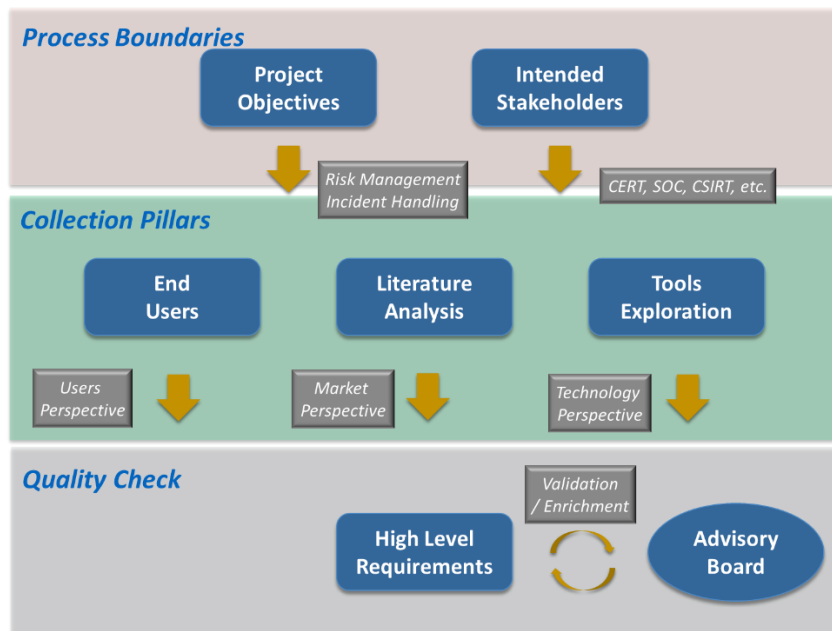 Process Boundaries
Project
Objectives
Intended
Stakeholders
Risk Management
Incident Handling
CERT, SOC, CSIRT, etc.
Collection Pillars
End
Users
Literature
Analysis
Tools
Exploration
Users
Perspective
Market
Perspective
Technology
Perspective
Quality Check
Validation
/ Enrichment
High Level
Requirements
Advisory
Board